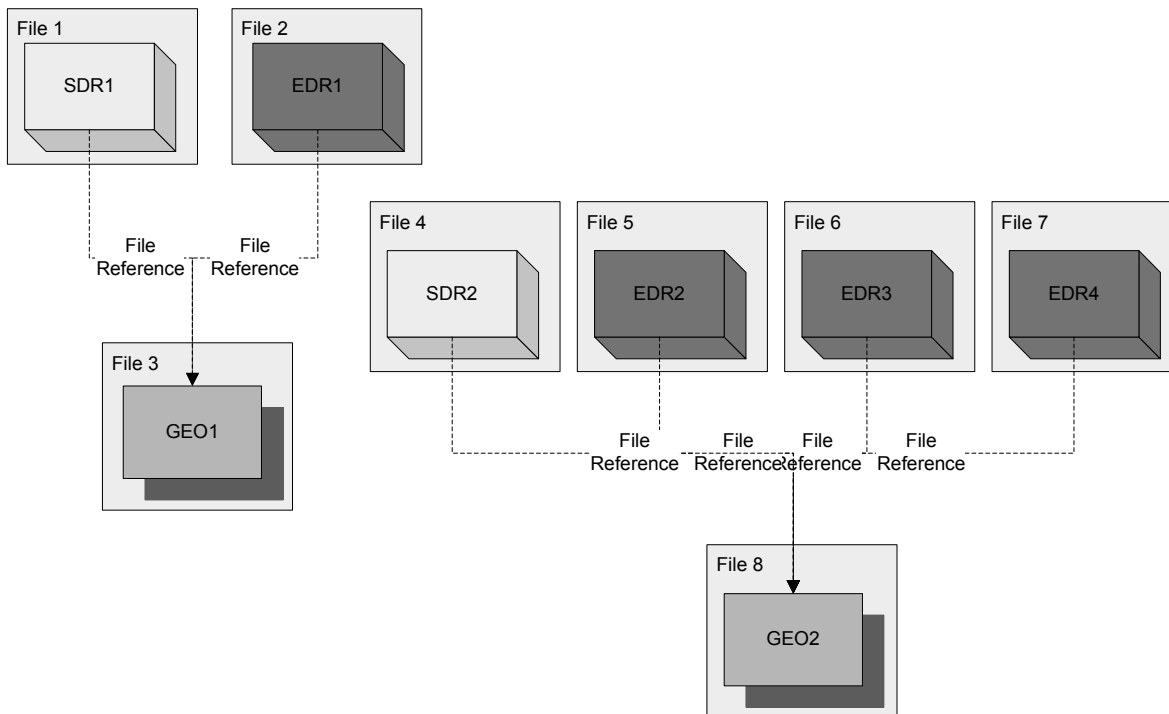 File 1
SDR1
File 2
EDR1
File
Reference
File
Reference
File 3
GEO1
File 4
SDR2
File 5
EDR2
File 6
EDR3
File 7
EDR4
File
Reference
File
Reference
File
Reference
File
Reference
File 8
GEO2